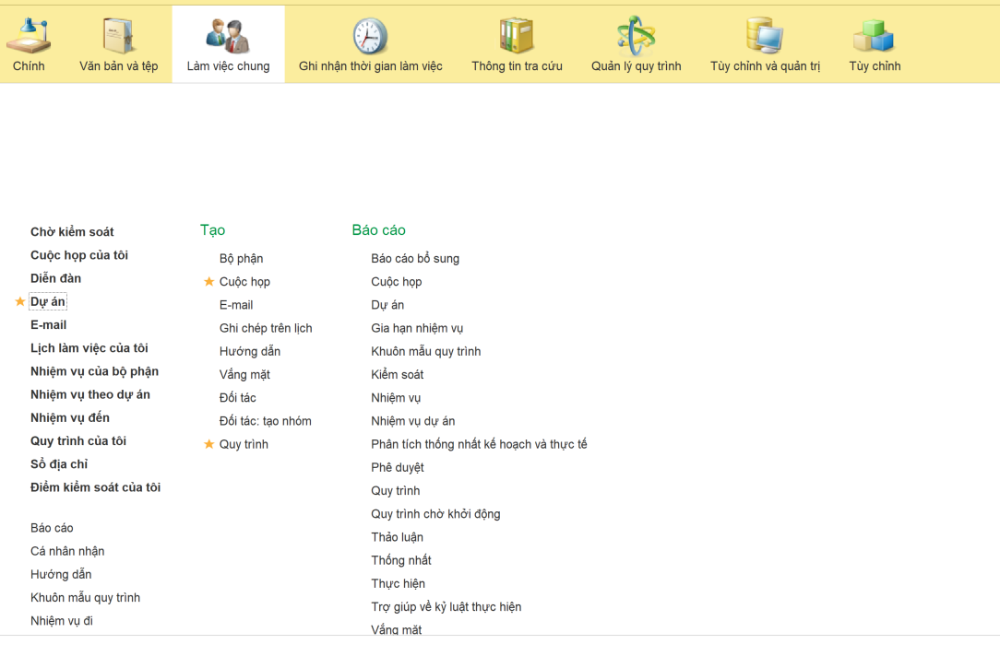 Chính
Văn bản và tệp
Làm việc chung
Ghi nhận thời gian làm việc
Thông tin tra cứu
Quản lý quy trình
Tùy chỉnh và quản trị
Tùy chỉnh
Chờ kiểm soát
Cuộc họp của tôi
Diễn đàn
Dự án
E-mail
Lịch làm việc của tôi
Nhiệm vụ của bộ phận
Nhiệm vụ theo dự án
Nhiệm vụ đến
Quy trình của tôi
Sổ địa chỉ
Điểm kiểm soát của tôi
Báo cáo
Cá nhân nhận
Hướng dẫn
Khuôn mẫu quy trình
Nhiệm vụ đi
Tạo
Bộ phận
Cuộc họp
E-mail
Ghi chép trên lịch
Hướng dẫn
Vắng mặt
Đối tác
Đối tác: tạo nhóm
Quy trình
Báo cáo
Báo cáo bổ sung
Cuộc họp
Dự án
Gia hạn nhiệm vụ
Khuôn mẫu quy trình
Kiểm soát
Nhiệm vụ
Nhiệm vụ dự án
Phân tích thống nhất kế hoạch và thực tế
Phê duyệt
Quy trình
Quy trình chờ khởi động
Thảo luận
Thống nhất
Thực hiện
Trợ giúp về kỷ luật thực hiện
Vắng mặt